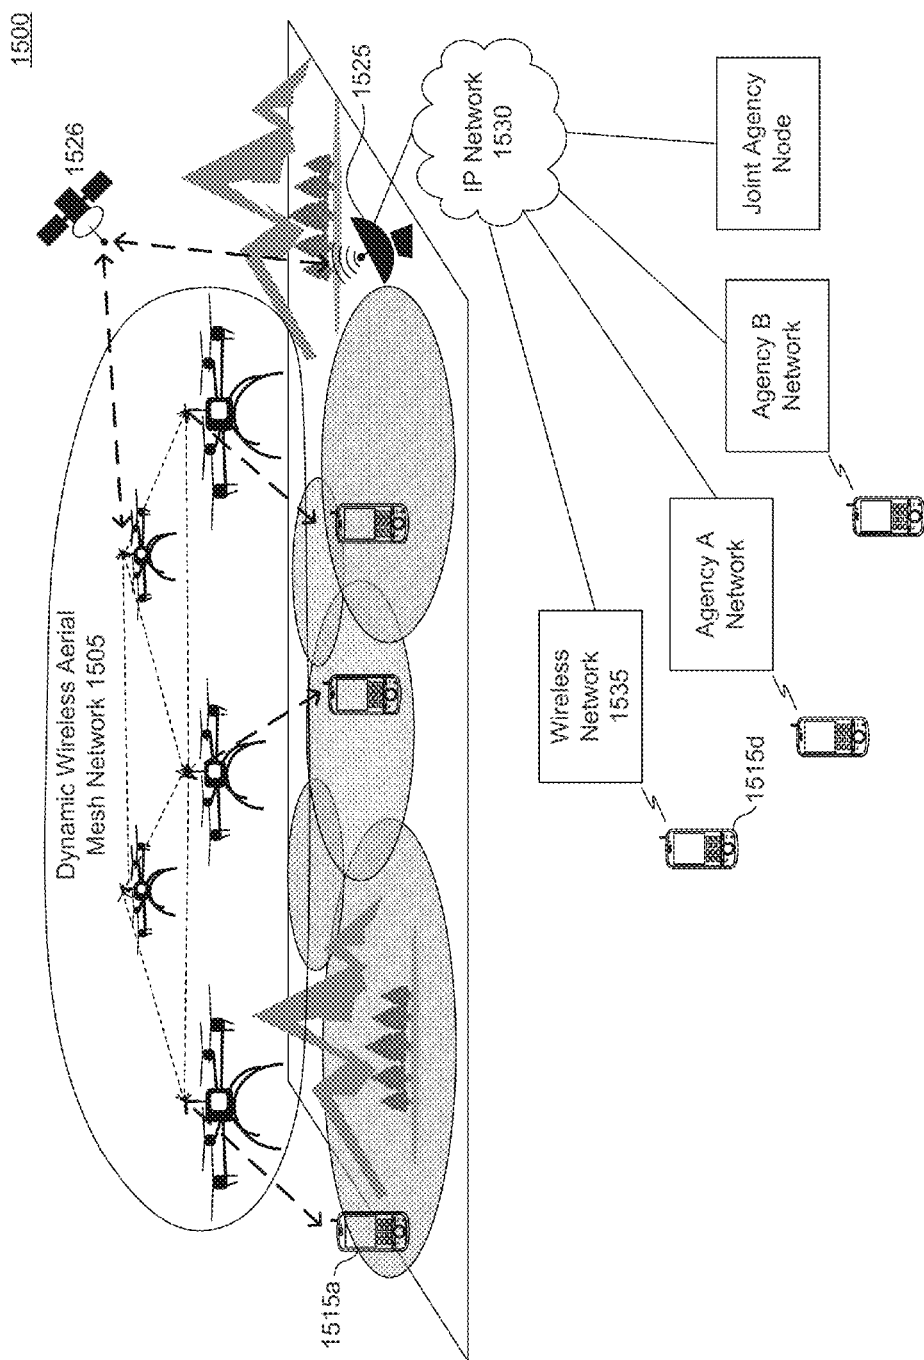 1500
Dynamic Wireless Aerial
Mesh Network 1505
1526
1525
1515a
IP Network
1530
Wireless
Network
1535
1515d
Agency A
Network
Agency B
Network
Joint Agency
Node